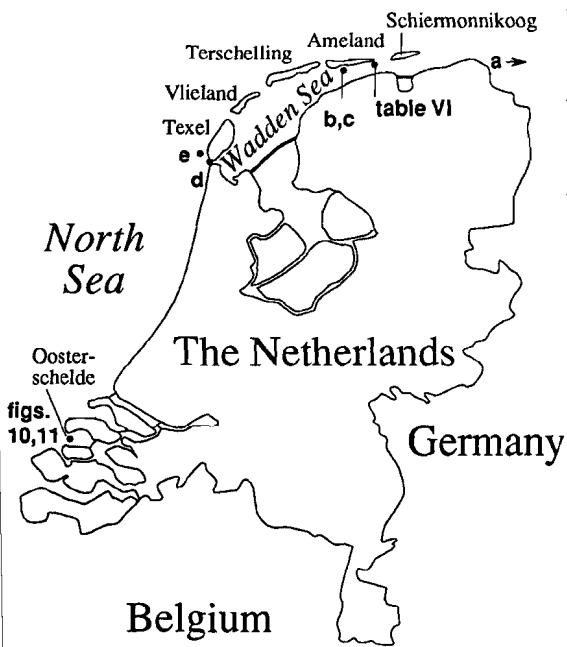 Schiermonnikoog
Ameland
Terschelling
a
Vlieland
Wadden Sea
table VI
b,c
Texel
e
d
North
Sea
The Netherlands
Ooster-
schelde
figs.
10,11
Germany
Belgium